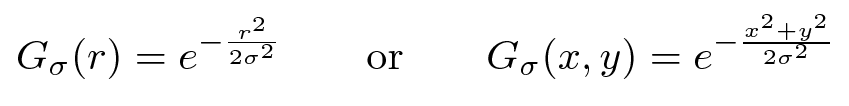 G_σ(r) = e^{-\frac{r^2}{2σ^2}} or G_σ(x, y) = e^{-\frac{x^2+y^2}{2σ^2}}